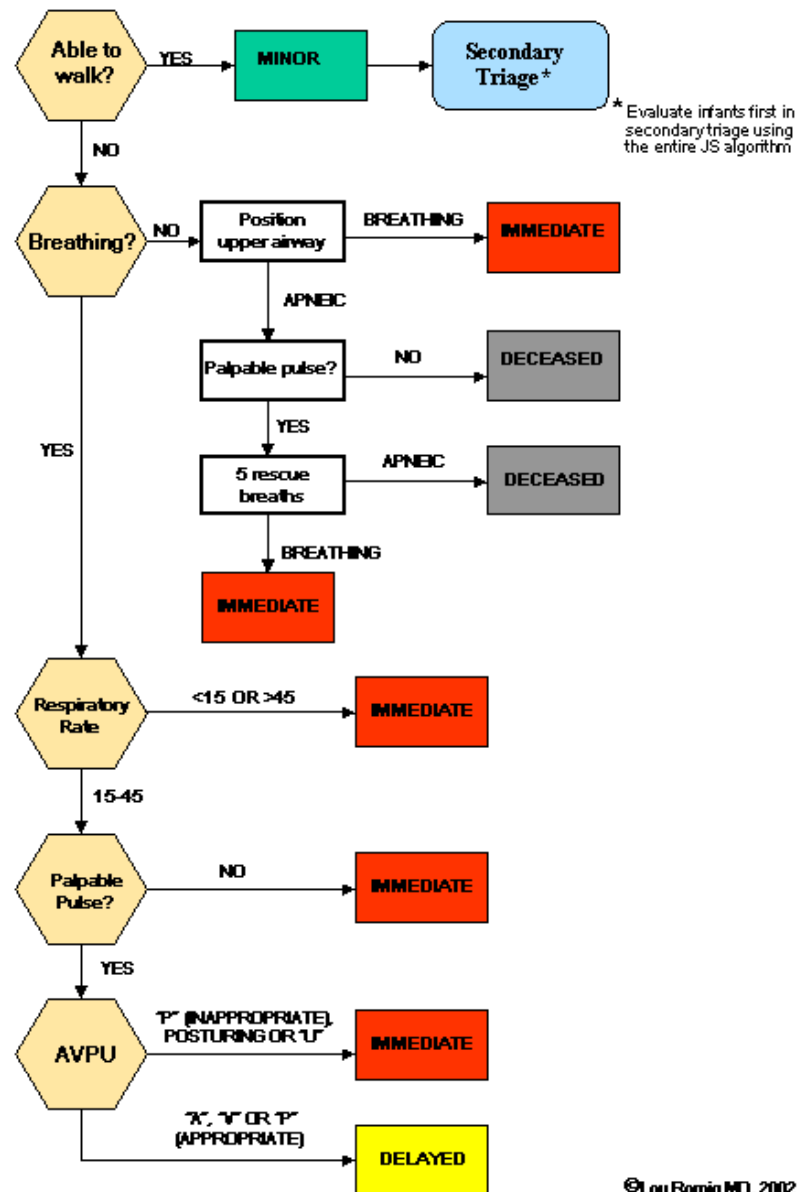 Able to
walk?
YES
MINOR
Secondary
Triage*
* Evaluate infants first in
secondary triage using
the entire JS algorithm
NO
Breathing?
NO
Position
upper airway
BREATHING
IMMEDIATE
APNEIC
Palpable pulse?
NO
DECEASED
YES
YES
5 rescue
breaths
APNEIC
DECEASED
BREATHING
IMMEDIATE
Respiratory
Rate
<15 OR >45
IMMEDIATE
15-45
Palpable
Pulse?
NO
IMMEDIATE
YES
AVPU
"P" (INAPPROPRIATE),
POSTURING OR "U"
IMMEDIATE
"A", "V" OR "P"
(APPROPRIATE)
DELAYED
©Lou Romig MD, 2002